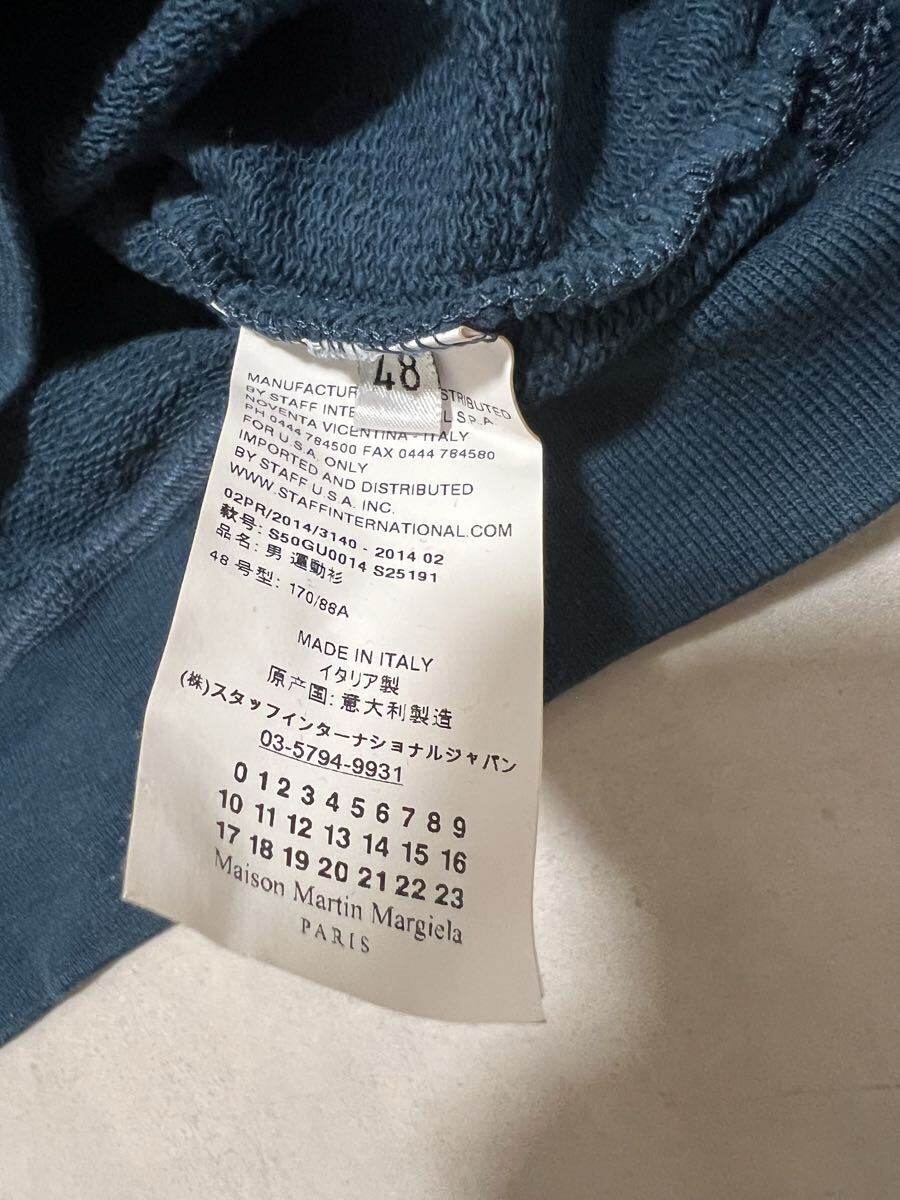 48
MANUFACTUR STRIBUTED
BY STAFF INTE L S.P.A.
NOVENTA VICENTINA - ITALY
PH 0444 784500 FAX 0444 784580
FOR U.S.A. ONLY
IMPORTED AND DISTRIBUTED
BY STAFF U.S.A. INC.
WWW.STAFFINTERNATIONAL.COM
02PR/2014/3140 - 2014 02
款号: S50GU0014 S25191
品名: 男 運動衫
48 号型: 170/88A
MADE IN ITALY
イタリア製
原产国: 意大利製造
(株)スタッフインターナショナルジャパン
03-5794-9931
0 1 2 3 4 5 6 7 8 9
10 11 12 13 14 15 16
17 18 19 20 21 22 23
Maison Martin Margiela
PARIS